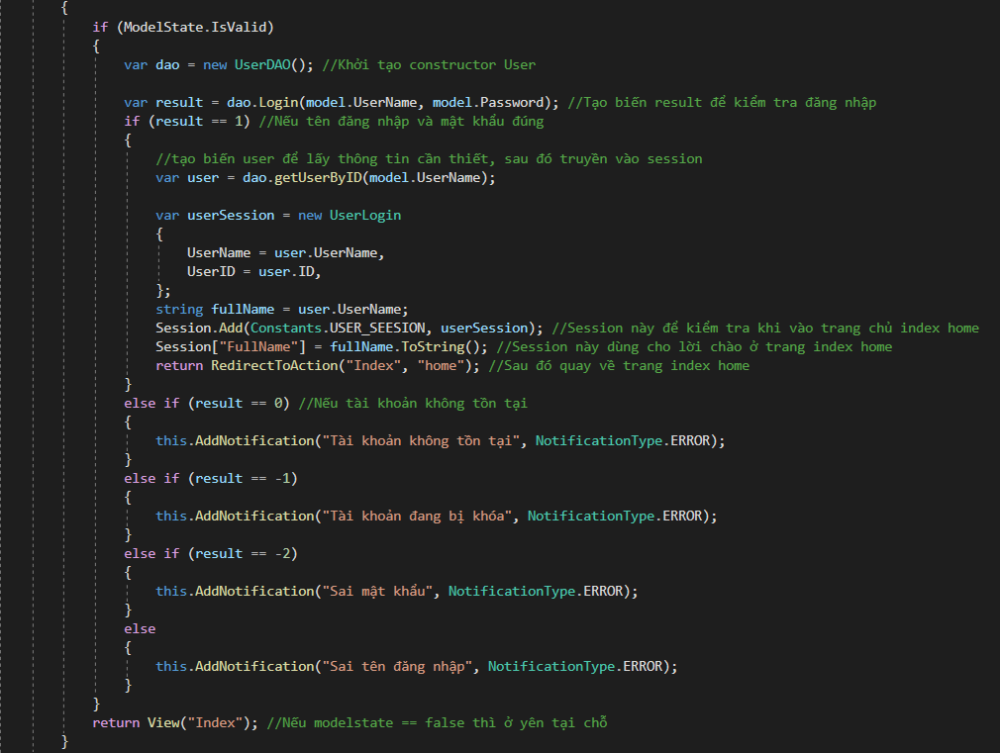 {
if (ModelState.IsValid)
{
var dao = new UserDAO(); //Khởi tạo constructor User
var result = dao.Login(model.UserName, model.Password); //Tạo biến result để kiểm tra đăng nhập
if (result == 1) //Nếu tên đăng nhập và mật khẩu đúng
{
//tạo biến user để lấy thông tin cần thiết, sau đó truyền vào session
var user = dao.getUserByID(model.UserName);
var userSession = new UserLogin
{
UserName = user.UserName,
UserID = user.ID,
};
string fullName = user.UserName;
Session.Add(Constants.USER_SEESION, userSession); //Session này để kiểm tra khi vào trang chủ index home
Session["FullName"] = fullName.ToString(); //Session này dùng cho lời chào ở trang index home
return RedirectToAction("Index", "home"); //Sau đó quay về trang index home
}
else if (result == 0) //Nếu tài khoản không tồn tại
{
this.AddNotification("Tài khoản không tồn tại", NotificationType.ERROR);
}
else if (result == -1)
{
this.AddNotification("Tài khoản đang bị khóa", NotificationType.ERROR);
}
else if (result == -2)
{
this.AddNotification("Sai mật khẩu", NotificationType.ERROR);
}
else
{
this.AddNotification("Sai tên đăng nhập", NotificationType.ERROR);
}
}
return View("Index"); //Nếu modelstate == false thì ở yên tại chỗ
}